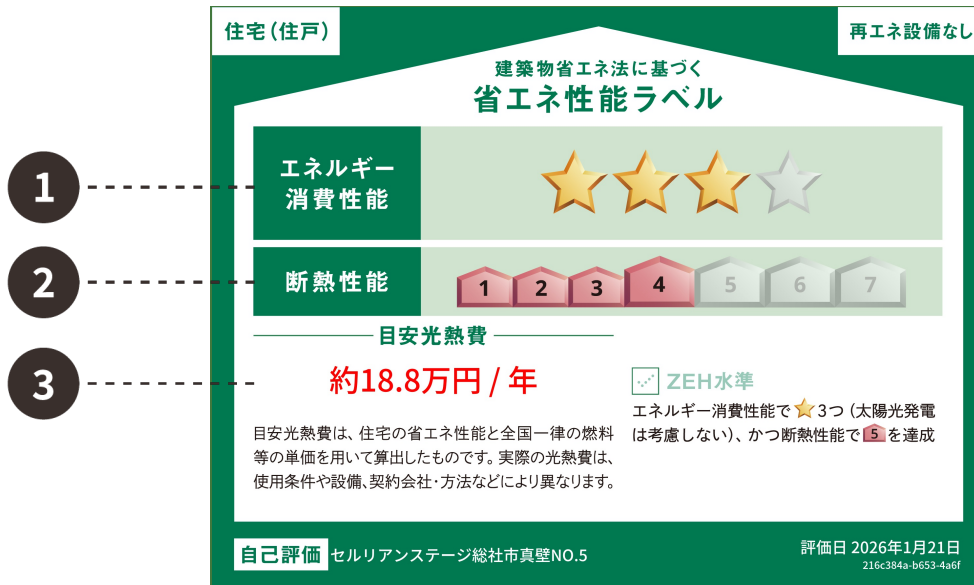 住宅(住戸)
再エネ設備なし
建築物省エネ法に基づく
省エネ性能ラベル
1
エネルギー
消費性能
2
断熱性能
1 2 3 4 5 6 7
目安光熱費
3
約18.8万円 / 年
目安光熱費は、住宅の省エネ性能と全国一律の燃料
等の単価を用いて算出したものです。実際の光熱費は、
使用条件や設備、契約会社・方法などにより異なります。
ZEH水準
エネルギー消費性能で 3つ(太陽光発電
は考慮しない)、かつ断熱性能で 5 を達成
自己評価 セルリアンステージ総社市真壁NO.5
評価日 2026年1月21日
216c384a-b653-4a6f